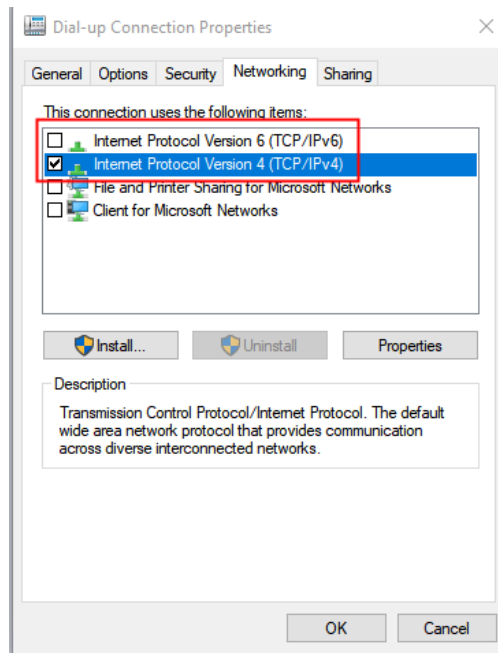 Dial-up Connection Properties
General Options Security Networking Sharing
This connection uses the following items:
Internet Protocol Version 6 (TCP/IPv6)
Internet Protocol Version 4 (TCP/IPv4)
File and Printer Sharing for Microsoft Networks
Client for Microsoft Networks
Install... Uninstall Properties
Description
Transmission Control Protocol/Internet Protocol. The default
wide area network protocol that provides communication
across diverse interconnected networks.
OK Cancel